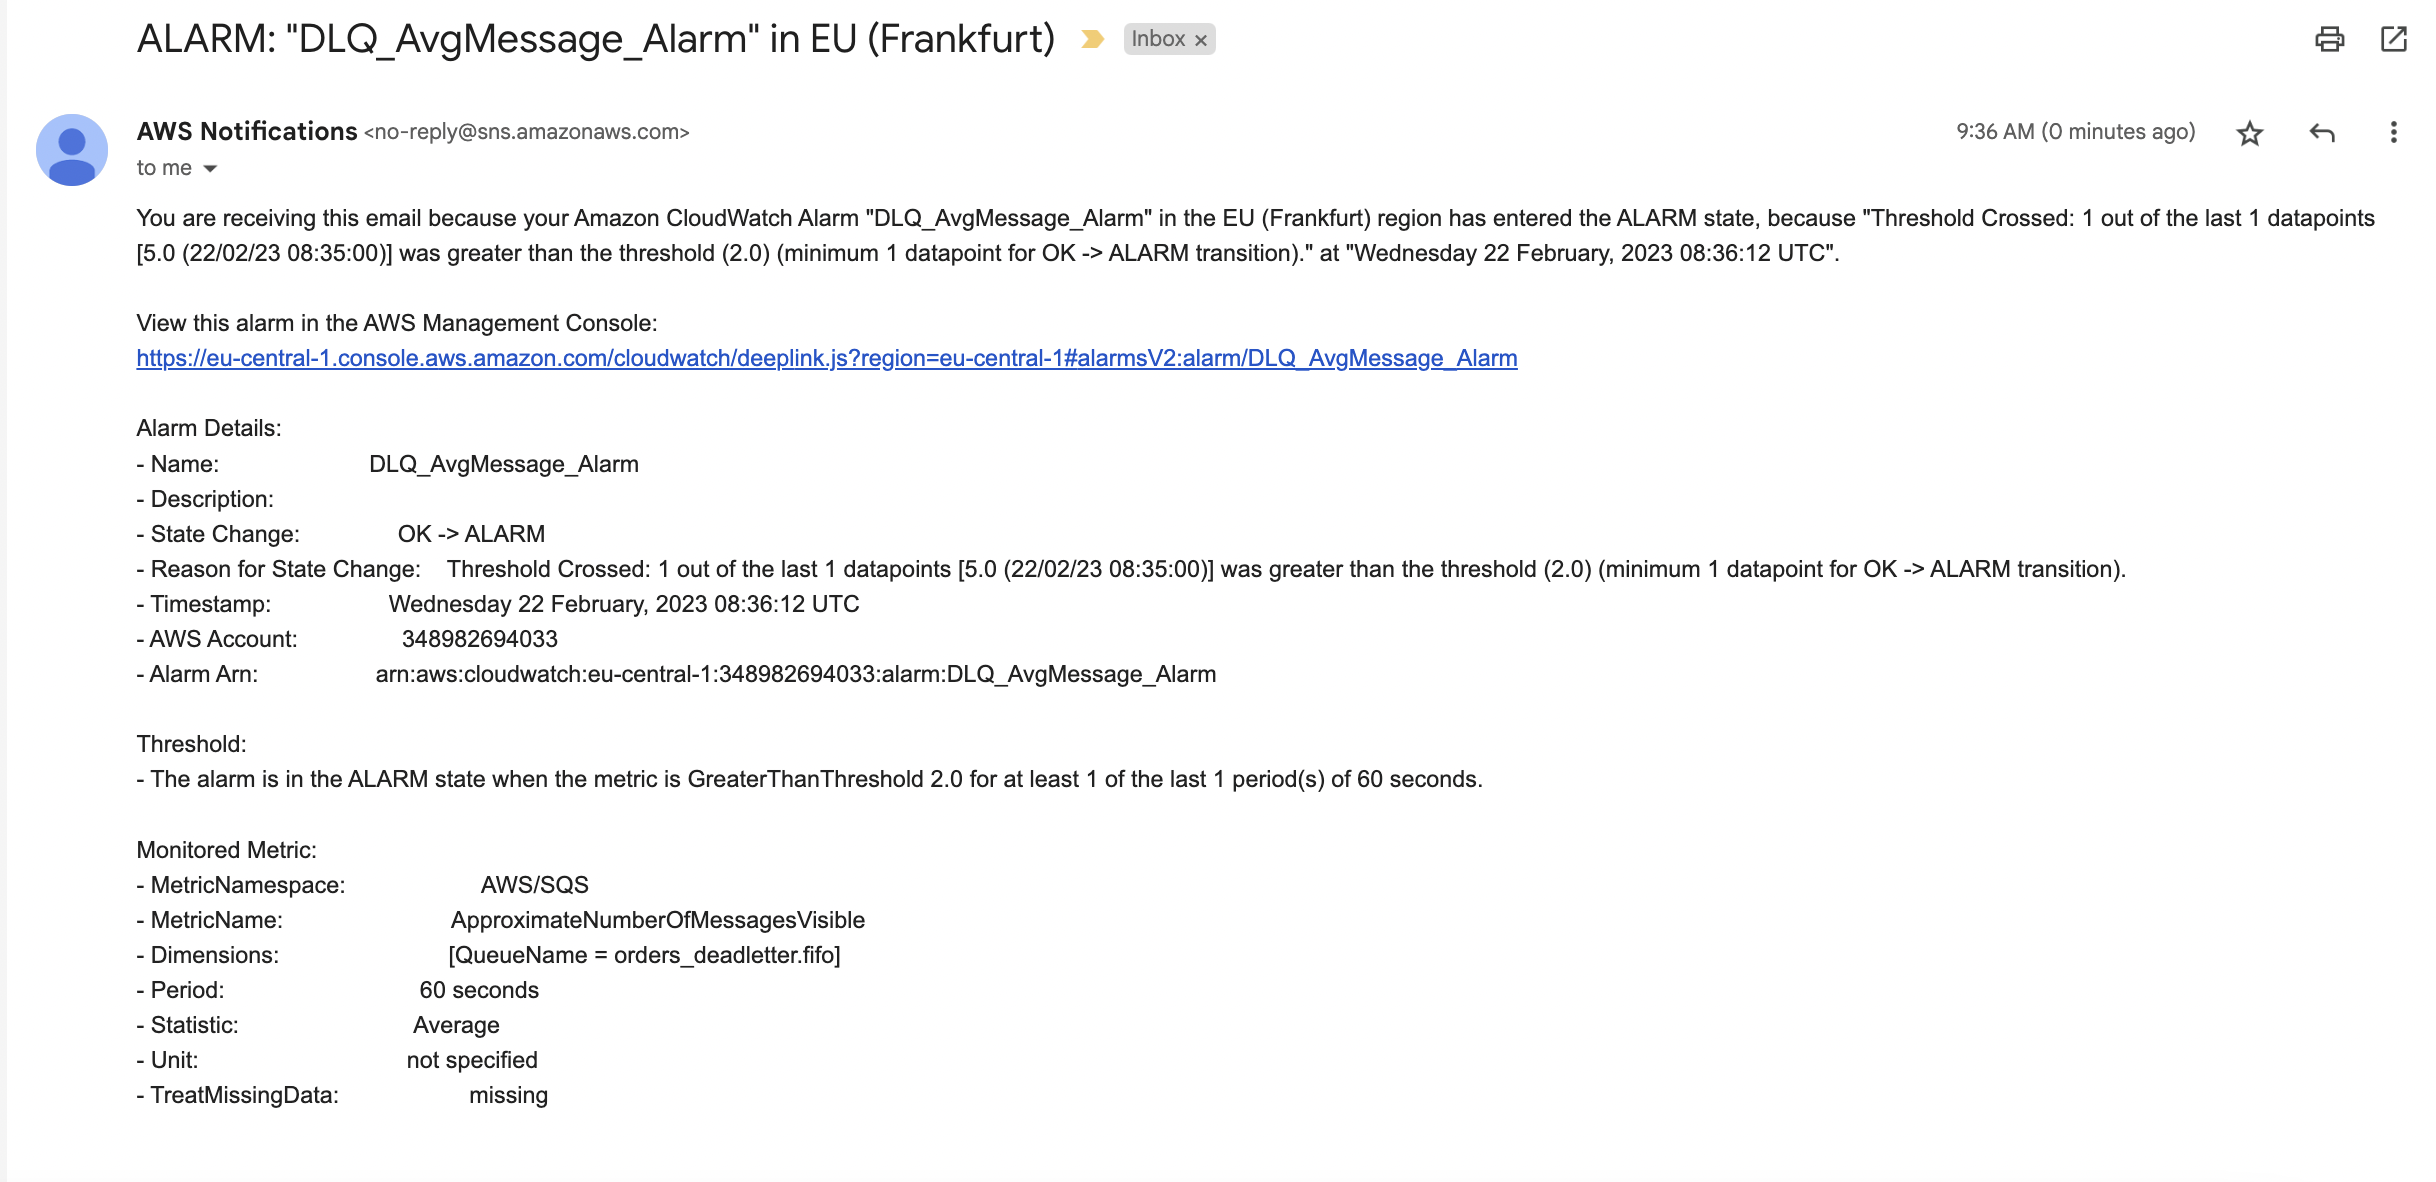 ALARM: "DLQ_AvgMessage_Alarm" in EU (Frankfurt) Inbox ×
AWS Notifications <no-reply@sns.amazonaws.com> 9:36 AM (0 minutes ago)
to me
You are receiving this email because your Amazon CloudWatch Alarm "DLQ_AvgMessage_Alarm" in the EU (Frankfurt) region has entered the ALARM state, because "Threshold Crossed: 1 out of the last 1 datapoints
[5.0 (22/02/23 08:35:00)] was greater than the threshold (2.0) (minimum 1 datapoint for OK -> ALARM transition)." at "Wednesday 22 February, 2023 08:36:12 UTC".
View this alarm in the AWS Management Console:
https://eu-central-1.console.aws.amazon.com/cloudwatch/deeplink.js?region=eu-central-1#alarmsV2:alarm/DLQ_AvgMessage_Alarm
Alarm Details:
- Name: DLQ_AvgMessage_Alarm
- Description:
- State Change: OK -> ALARM
- Reason for State Change: Threshold Crossed: 1 out of the last 1 datapoints [5.0 (22/02/23 08:35:00)] was greater than the threshold (2.0) (minimum 1 datapoint for OK -> ALARM transition).
- Timestamp: Wednesday 22 February, 2023 08:36:12 UTC
- AWS Account: 348982694033
- Alarm Arn: arn:aws:cloudwatch:eu-central-1:348982694033:alarm:DLQ_AvgMessage_Alarm
Threshold:
- The alarm is in the ALARM state when the metric is GreaterThanThreshold 2.0 for at least 1 of the last 1 period(s) of 60 seconds.
Monitored Metric:
- MetricNamespace: AWS/SQS
- MetricName: ApproximateNumberOfMessagesVisible
- Dimensions: [QueueName = orders_deadletter.fifo]
- Period: 60 seconds
- Statistic: Average
- Unit: not specified
- TreatMissingData: missing